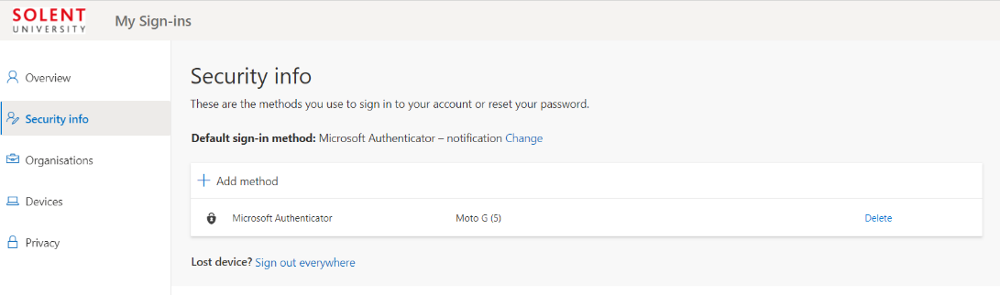 SOLENT
UNIVERSITY
My Sign-ins
Overview
Security info
Organisations
Devices
Privacy
Security info
These are the methods you use to sign in to your account or reset your password.
Default sign-in method: Microsoft Authenticator – notification Change
Add method
Microsoft Authenticator Moto G (5) Delete
Lost device? Sign out everywhere